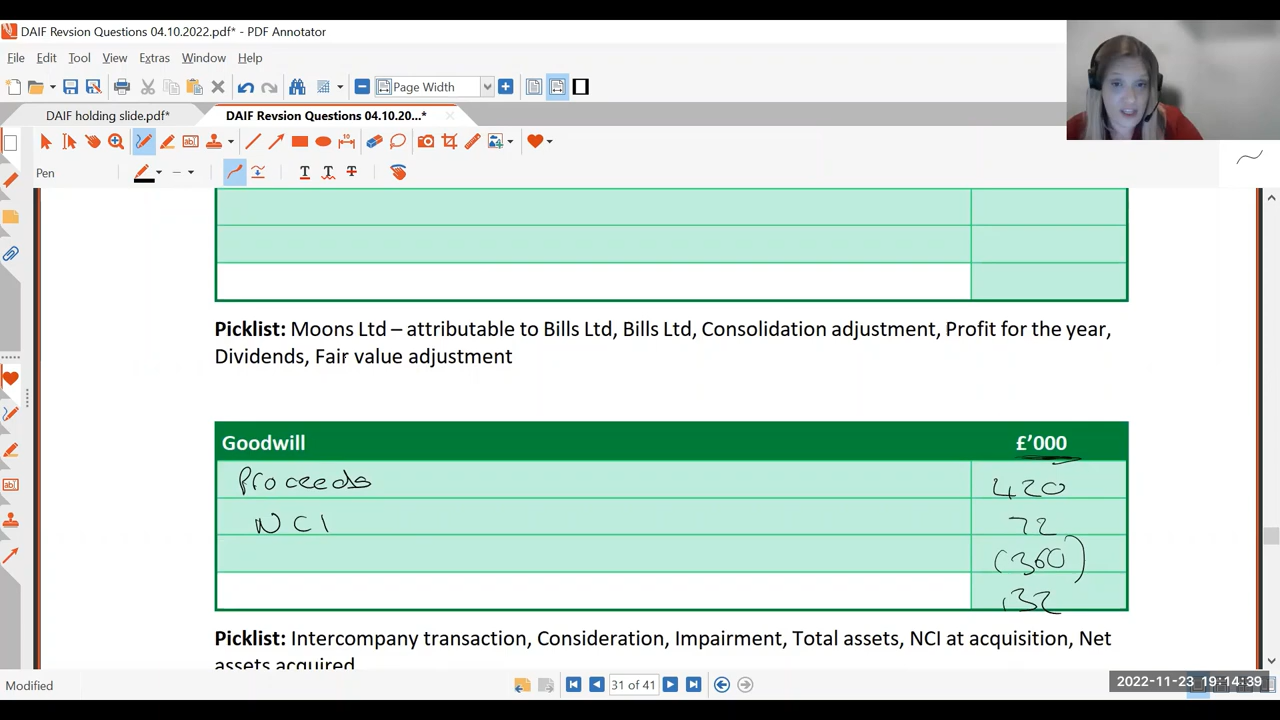 DAIF Revsion Questions 04.10.2022.pdf* - PDF Annotator
File Edit Tool View Extras Window Help
Page Width
DAIF holding slide.pdf* DAIF Revsion Questions 04.10.20...*
Pen
Picklist: Moons Ltd – attributable to Bills Ltd, Bills Ltd, Consolidation adjustment, Profit for the year,
Dividends, Fair value adjustment
Goodwill £’000
Proceeds 420
NCI 72
(360)
132
Picklist: Intercompany transaction, Consideration, Impairment, Total assets, NCI at acquisition, Net
assets acquired
Modified 31 of 41 2022-11-23 19:14:39